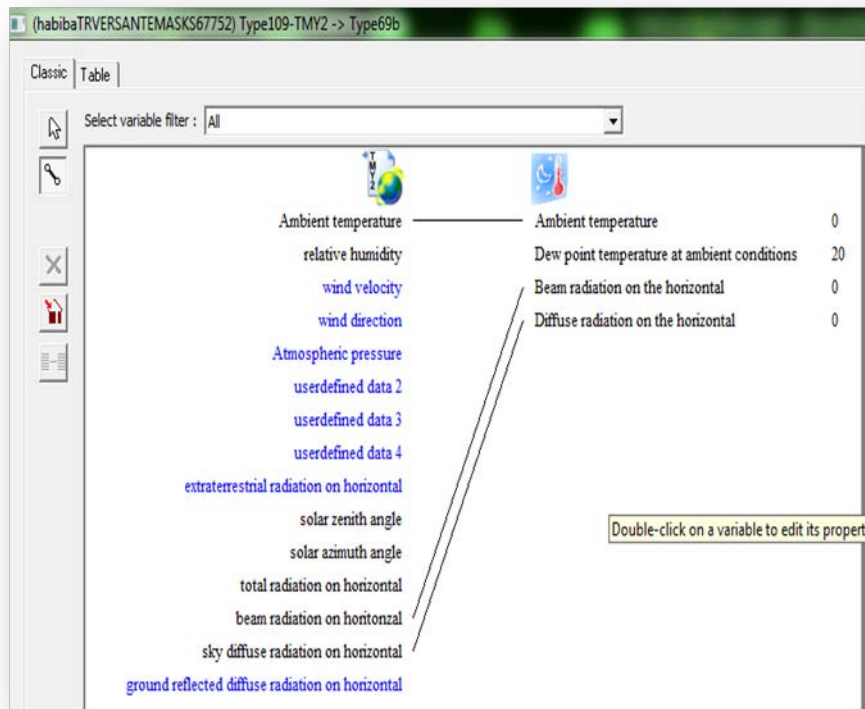 (habibaTRVERSANTEMASKS67752) Type109-TMY2 -> Type69b
Classic Table
Select variable filter : All
TMY2
Ambient temperature Ambient temperature 0
relative humidity Dew point temperature at ambient conditions 20
wind velocity Beam radiation on the horizontal 0
wind direction Diffuse radiation on the horizontal 0
Atmospheric pressure
userdefined data 2
userdefined data 3
userdefined data 4
extraterrestrial radiation on horizontal
solar zenith angle
solar azimuth angle
Double-click on a variable to edit its propert
total radiation on horizontal
beam radiation on horitonzal
sky diffuse radiation on horizontal
ground reflected diffuse radiation on horizontal